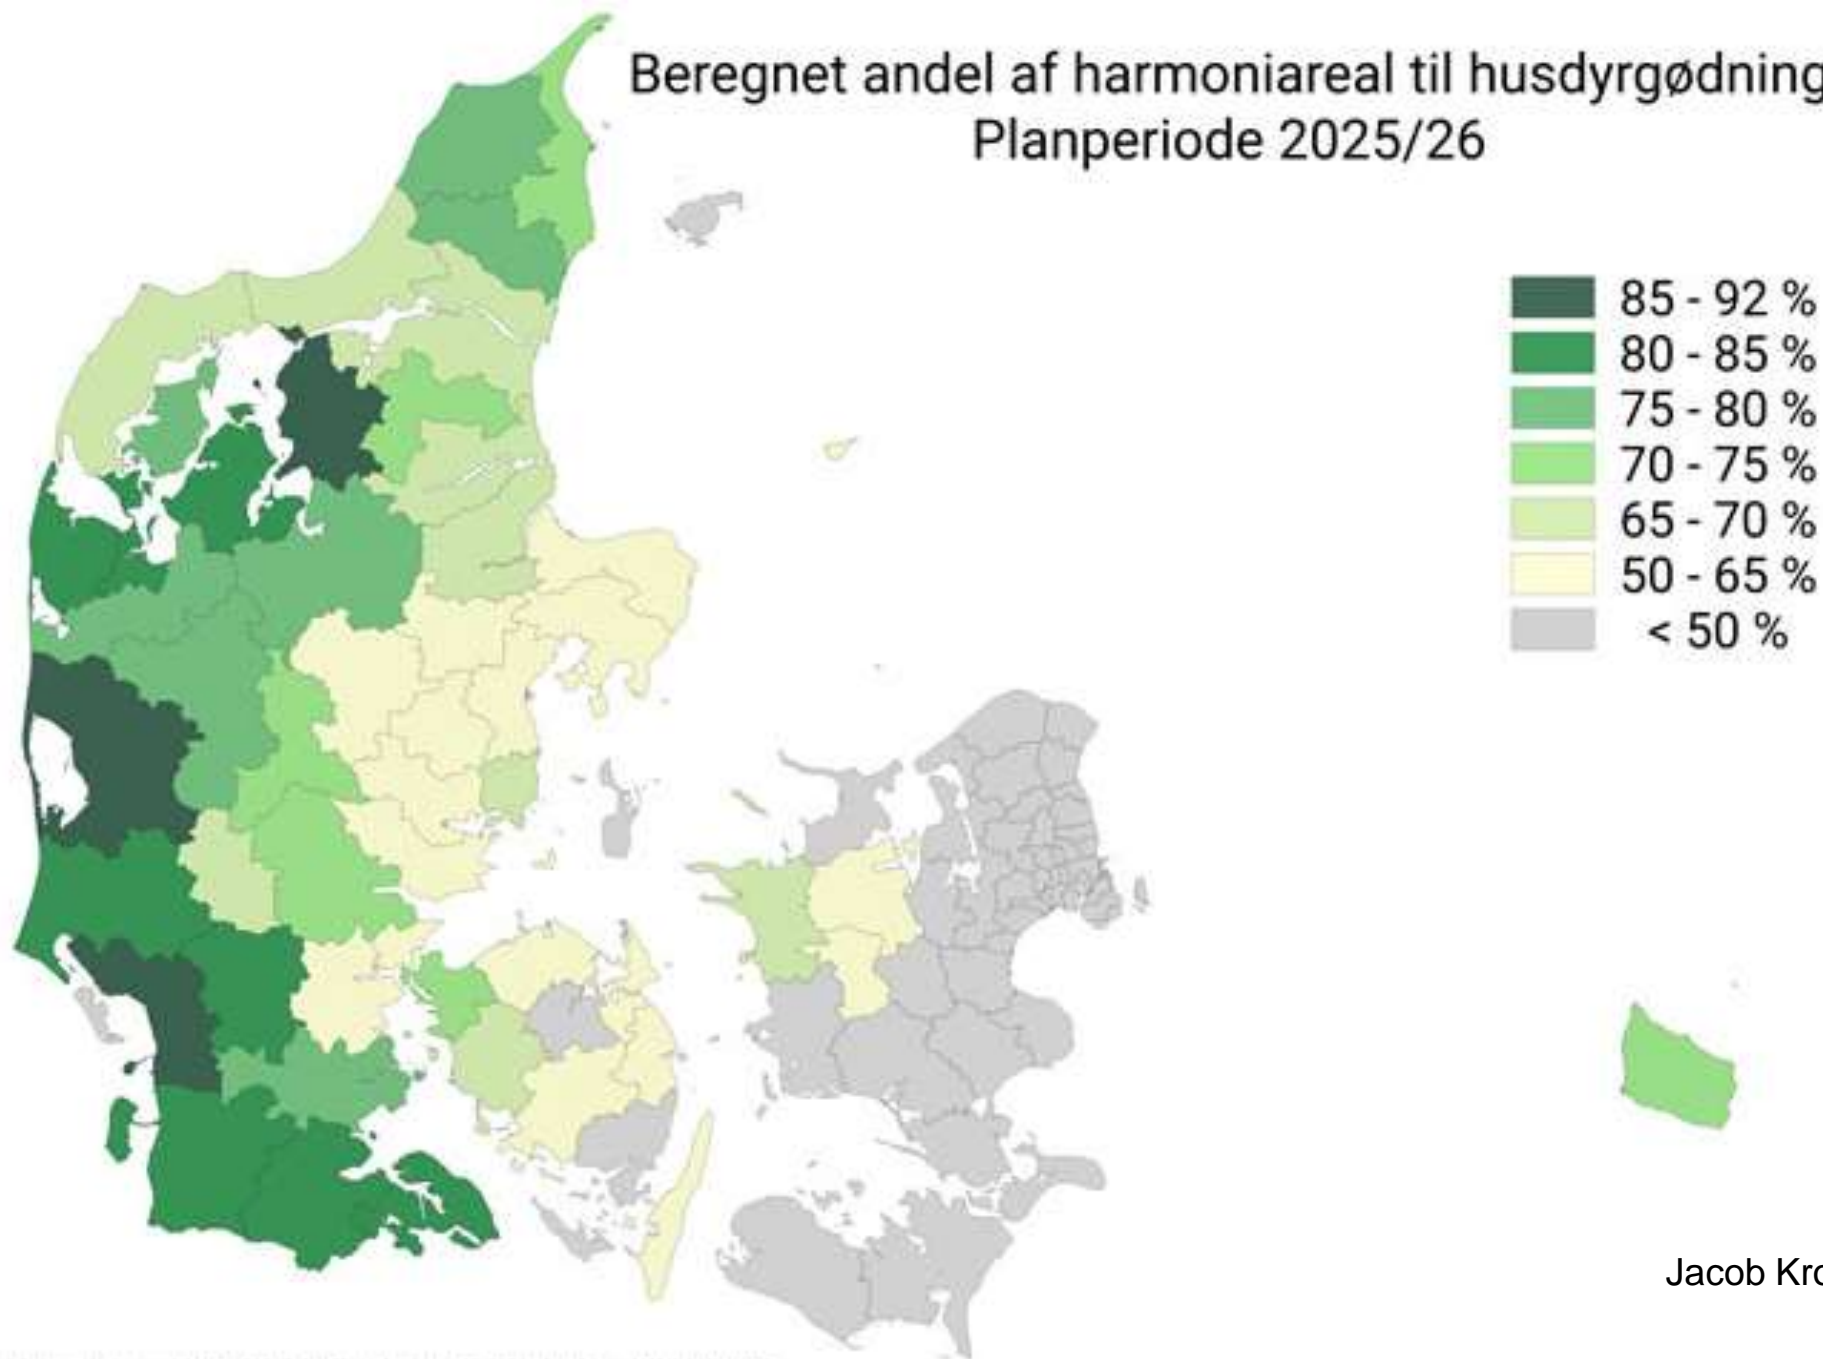 Beregnet andel af harmoniareal til husdyrgødning
Planperiode 2025/26
85 - 92 %
80 - 85 %
75 - 80 %
70 - 75 %
65 - 70 %
50 - 65 %
< 50 %
Jacob